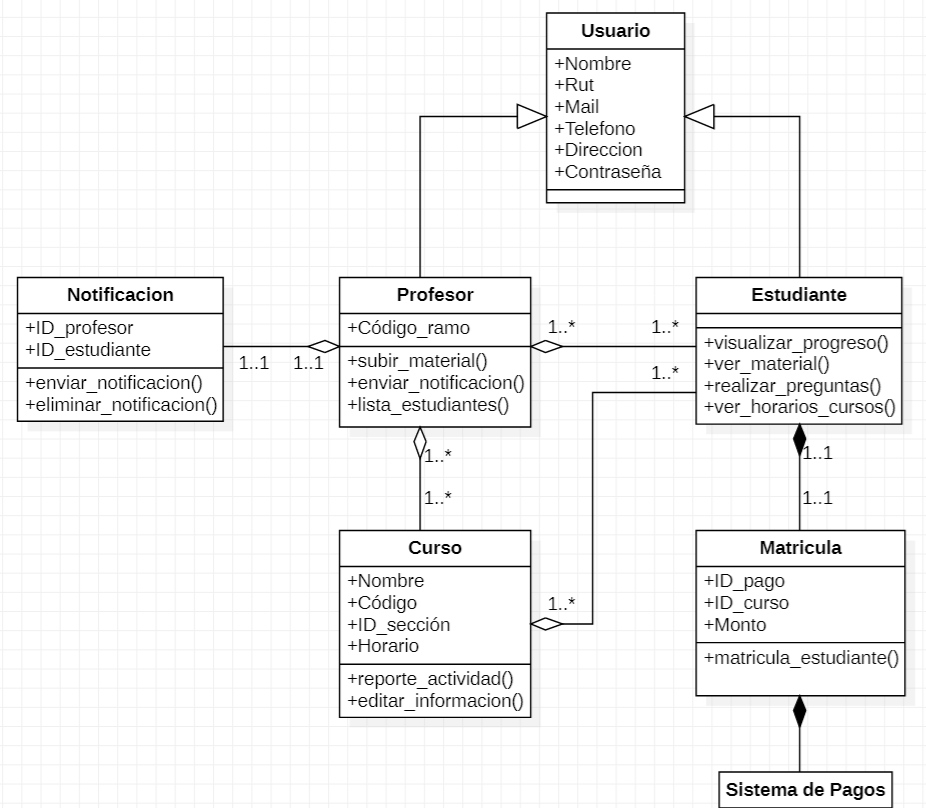 Usuario
+Nombre
+Rut
+Mail
+Telefono
+Direccion
+Contraseña
Notificacion
+ID_profesor
+ID_estudiante
+enviar_notificacion()
+eliminar_notificacion()
1..1
1..1
Profesor
+Código_ramo
+subir_material()
+enviar_notificacion()
+lista_estudiantes()
1..*
1..*
1..*
Estudiante
+visualizar_progreso()
+ver_material()
+realizar_preguntas()
+ver_horarios_cursos()
1..*
1..*
1..1
1..1
Curso
+Nombre
+Código
+ID_sección
+Horario
+reporte_actividad()
+editar_informacion()
1..*
Matricula
+ID_pago
+ID_curso
+Monto
+matricula_estudiante()
Sistema de Pagos